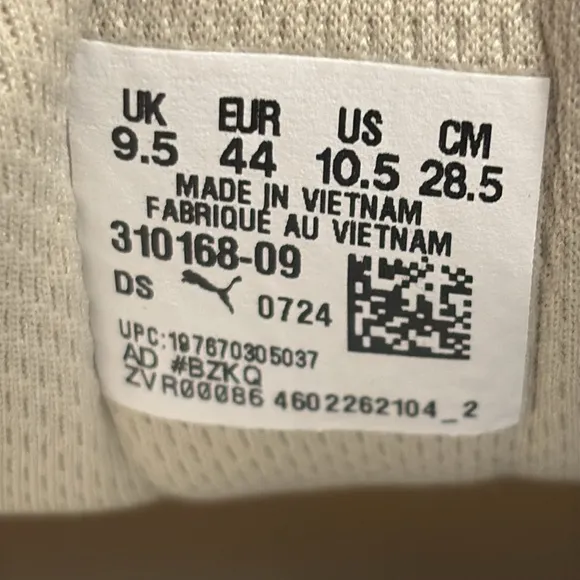 UK EUR US CM
9.5 44 10.5 28.5
MADE IN VIETNAM
FABRIQUÉ AU VIETNAM
310168-09
DS 0724
UPC:197670305037
AD #BZKQ
ZVR00086 4602262104_2